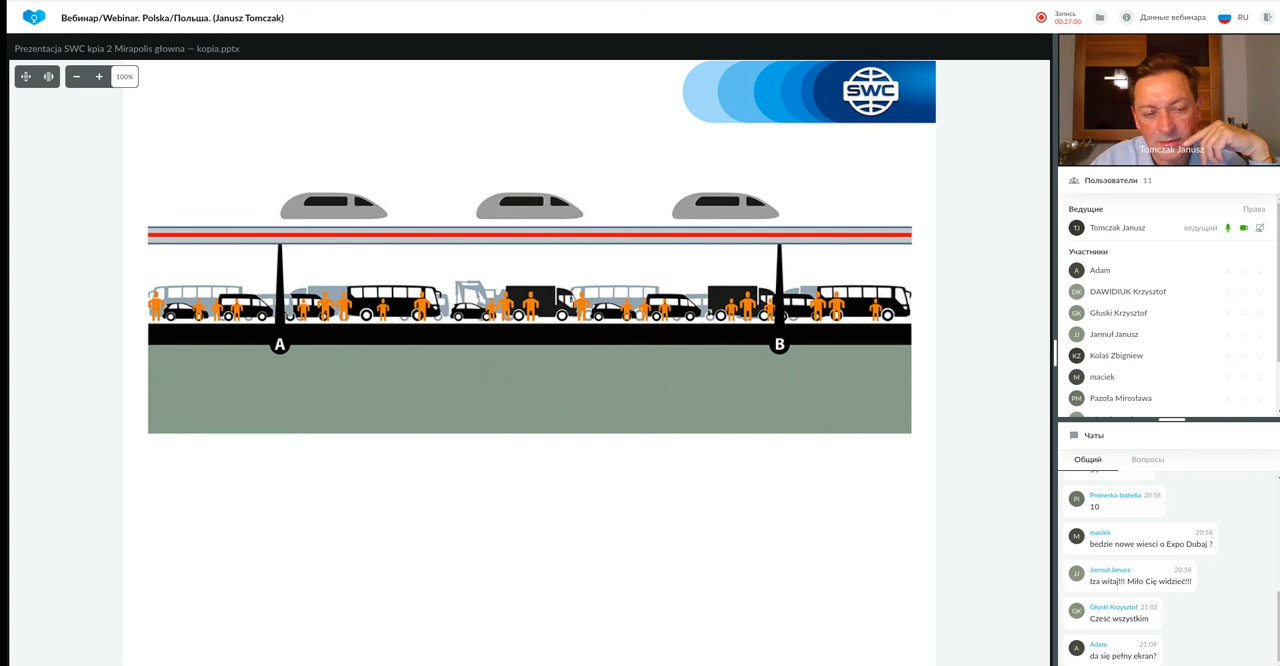 Вебинар/Webinar. Polska/Польша. (Janusz Tomczak)
Запись
00:27:00
Данные вебинара
RU
Prezentacja SWC kpia 2 Mirapolis głowna — kopia.pptx
100%
SWC
A
B
Tomczak Janusz
Пользователи 11
Ведущие
Права
TJ
Tomczak Janusz
ведущий
Участники
A
Adam
DK
DAWIDIUK Krzysztof
GK
Głuski Krzysztof
JJ
Jarmuł Janusz
KZ
Kolaś Zbigniew
M
maciek
PM
Pazoła Mirosława
Чаты
Общий
Вопросы
PI
Pniewska Izabella 20:58
10
M
maciek 20:58
bedzie nowe wiesci o Expo Dubaj ?
JJ
Jarmuł Janusz 20:58
Iza witaj!!! Miło Cię widzieć!!!
GK
Głuski Krzysztof 21:02
Cześć wszystkim
A
Adam 21:09
da się pełny ekran?